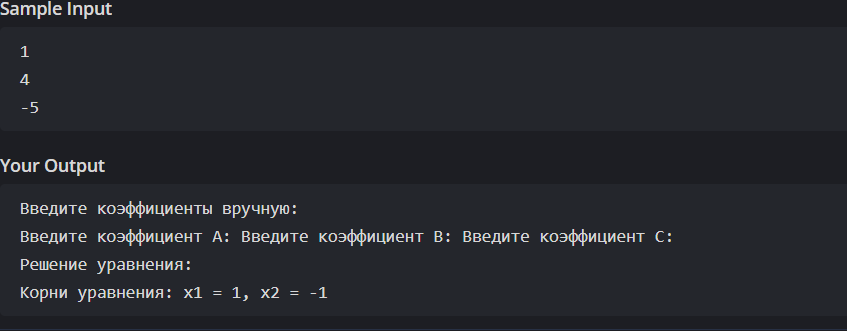 Sample Input
1
4
-5
Your Output
Введите коэффициенты вручную:
Введите коэффициент A: Введите коэффициент B: Введите коэффициент C:
Решение уравнения:
Корни уравнения: x1 = 1, x2 = -1